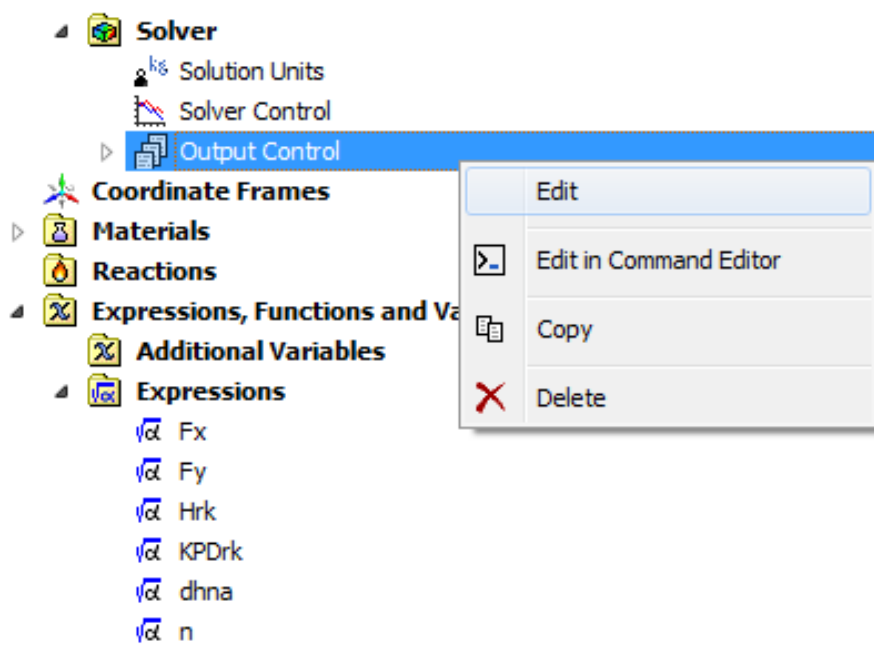 Solver
Solution Units
Solver Control
Output Control
Coordinate Frames
Materials
Reactions
Expressions, Functions and Va
Additional Variables
Expressions
Fx
Fy
Hrk
KPDrk
dhna
n
Edit
Edit in Command Editor
Copy
Delete